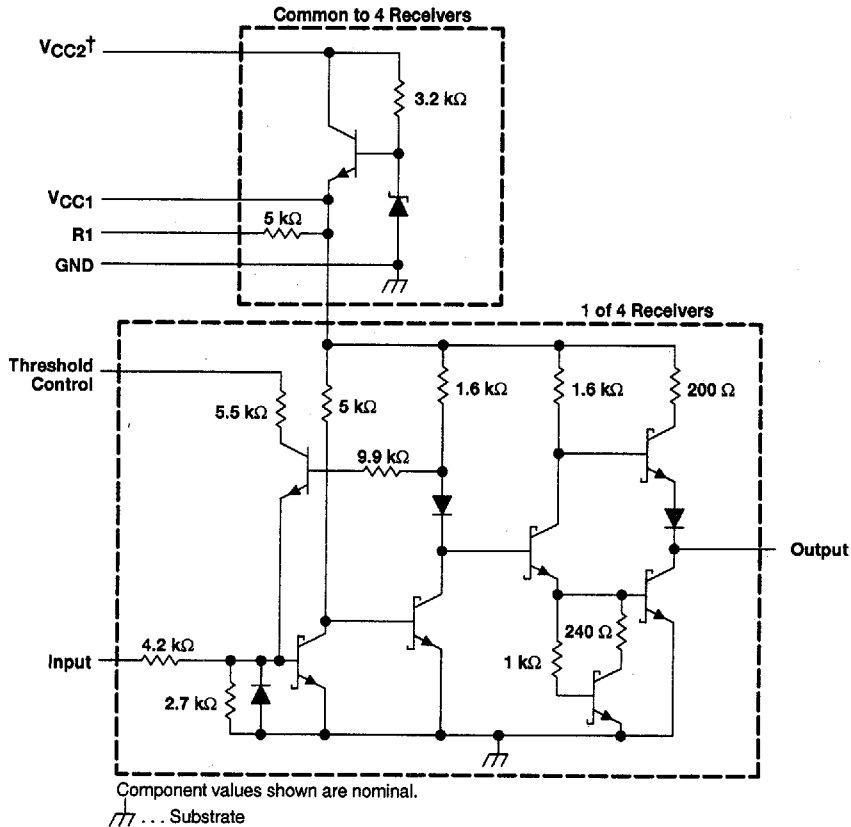 Common to 4 Receivers
VCC2†
3.2 kΩ
VCC1
5 kΩ
R1
GND
1 of 4 Receivers
Threshold
Control
5.5 kΩ
5 kΩ
1.6 kΩ
1.6 kΩ
200 Ω
9.9 kΩ
Output
4.2 kΩ
Input
240 Ω
1 kΩ
2.7 kΩ
Component values shown are nominal.
. . . Substrate